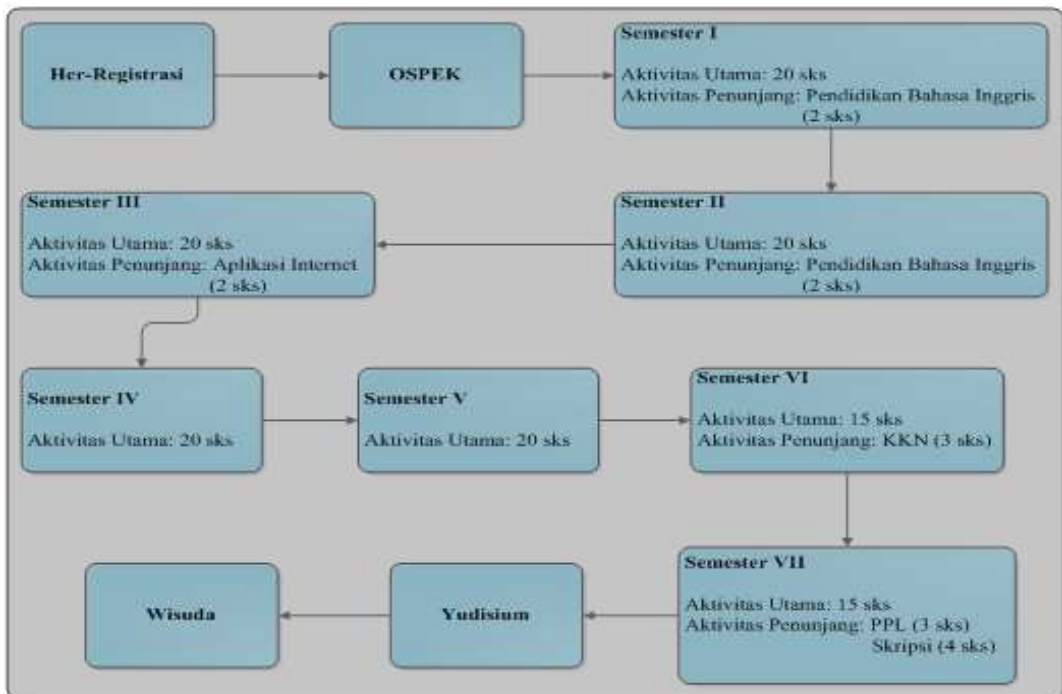 Her-Registrasi
OSPEK
Semester I
Aktivitas Utama: 20 sks
Aktivitas Penunjang: Pendidikan Bahasa Inggris
(2 sks)
Semester II
Aktivitas Utama: 20 sks
Aktivitas Penunjang: Pendidikan Bahasa Inggris
(2 sks)
Semester III
Aktivitas Utama: 20 sks
Aktivitas Penunjang: Aplikasi Internet
(2 sks)
Semester IV
Aktivitas Utama: 20 sks
Semester V
Aktivitas Utama: 20 sks
Semester VI
Aktivitas Utama: 15 sks
Aktivitas Penunjang: KKN (3 sks)
Semester VII
Aktivitas Utama: 15 sks
Aktivitas Penunjang: PPL (3 sks)
Skripsi (4 sks)
Yudisium
Wisuda